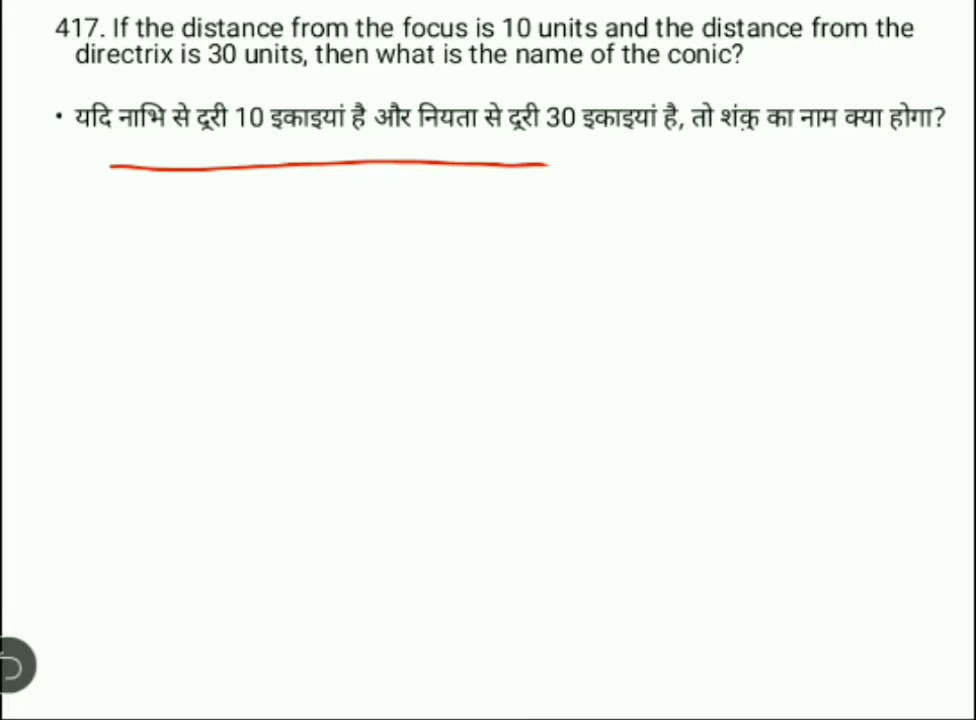 417. If the distance from the focus is 10 units and the distance from the
directrix is 30 units, then what is the name of the conic?
• यदि नाभि से दूरी 10 इकाइयां है और नियता से दूरी 30 इकाइयां है, तो शंकु का नाम क्या होगा?